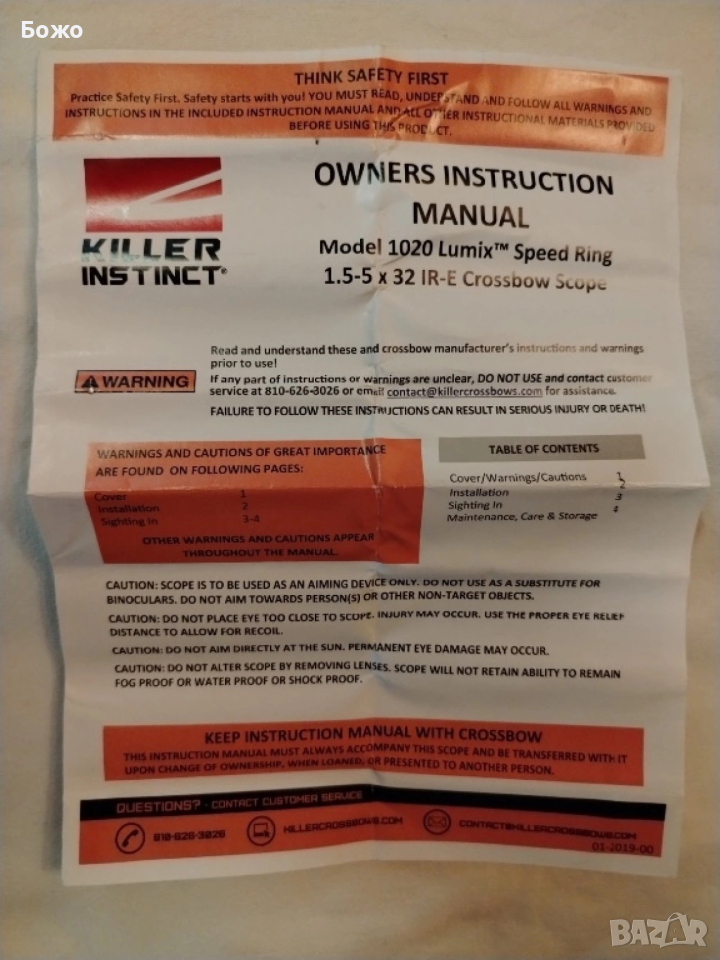 Божо
THINK SAFETY FIRST
Practice Safety First. Safety starts with you! YOU MUST READ, UNDERSTAND AND FOLLOW ALL WARNINGS AND
INSTRUCTIONS IN THE INCLUDED INSTRUCTION MANUAL AND ALL OTHER INSTRUCTIONAL MATERIALS PROVIDED
BEFORE USING THIS PRODUCT.
KILLER
INSTINCT®
OWNERS INSTRUCTION
MANUAL
Model 1020 Lumix™ Speed Ring
1.5-5 x 32 IR-E Crossbow Scope
Read and understand these and crossbow manufacturer's instructions and warnings
prior to use!
WARNING
If any part of instructions or warnings are unclear, DO NOT USE and contact customer
service at 810-626-3026 or email contact@killercrossbows.com for assistance.
FAILURE TO FOLLOW THESE INSTRUCTIONS CAN RESULT IN SERIOUS INJURY OR DEATH!
WARNINGS AND CAUTIONS OF GREAT IMPORTANCE
ARE FOUND ON FOLLOWING PAGES:
Cover 1
Installation 2
Sighting In 3-4
OTHER WARNINGS AND CAUTIONS APPEAR
THROUGHOUT THE MANUAL.
TABLE OF CONTENTS
Cover/Warnings/Cautions 1
Installation 2
Sighting In 3
Maintenance, Care & Storage 4
CAUTION: SCOPE IS TO BE USED AS AN AIMING DEVICE ONLY. DO NOT USE AS A SUBSTITUTE FOR
BINOCULARS. DO NOT AIM TOWARDS PERSON(S) OR OTHER NON-TARGET OBJECTS.
CAUTION: DO NOT PLACE EYE TOO CLOSE TO SCOPE. INJURY MAY OCCUR. USE THE PROPER EYE RELIEF
DISTANCE TO ALLOW FOR RECOIL.
CAUTION: DO NOT AIM DIRECTLY AT THE SUN. PERMANENT EYE DAMAGE MAY OCCUR.
CAUTION: DO NOT ALTER SCOPE BY REMOVING LENSES. SCOPE WILL NOT RETAIN ABILITY TO REMAIN
FOG PROOF OR WATER PROOF OR SHOCK PROOF.
KEEP INSTRUCTION MANUAL WITH CROSSBOW
THIS INSTRUCTION MANUAL MUST ALWAYS ACCOMPANY THIS SCOPE AND BE TRANSFERRED WITH IT
UPON CHANGE OF OWNERSHIP, WHEN LOANED, OR PRESENTED TO ANOTHER PERSON.
QUESTIONS? - CONTACT CUSTOMER SERVICE
810-626-3026
KILLERCROSSBOWS.COM
CONTACT@KILLERCROSSBOWS.COM
01-2019-00
BAZAR